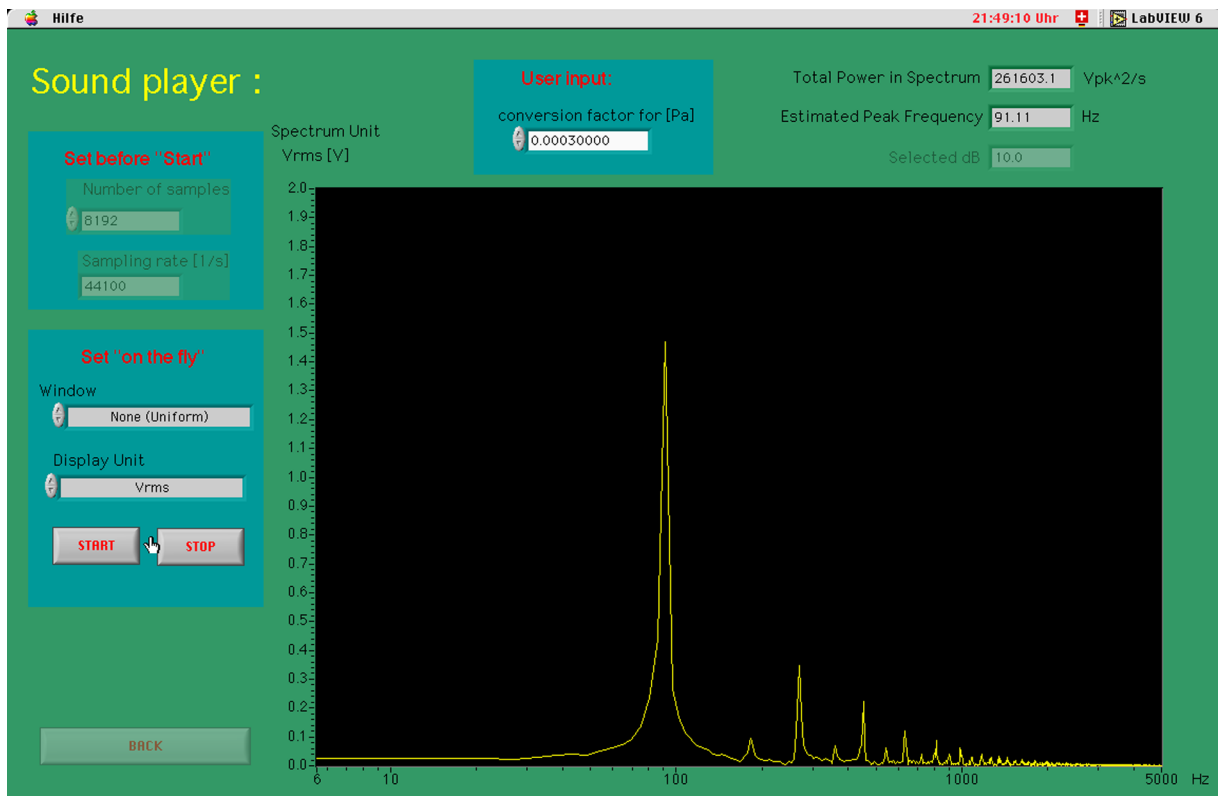 Hilfe
21:49:10 Uhr
LabVIEW 6
Sound player :
User input:
conversion factor for [Pa]
0.00030000
Total Power in Spectrum 261603.1 Vpk^2/s
Estimated Peak Frequency 91.11 Hz
Selected dB 10.0
Set before "Start"
Number of samples
8192
Sampling rate [1/s]
44100
Set "on the fly"
Window
None (Uniform)
Display Unit
Vrms
START
STOP
BACK
Spectrum Unit
Vrms [V]
2.0
1.9
1.8
1.7
1.6
1.5
1.4
1.3
1.2
1.1
1.0
0.9
0.8
0.7
0.6
0.5
0.4
0.3
0.2
0.1
0.0
6 10 100 1000 5000 Hz